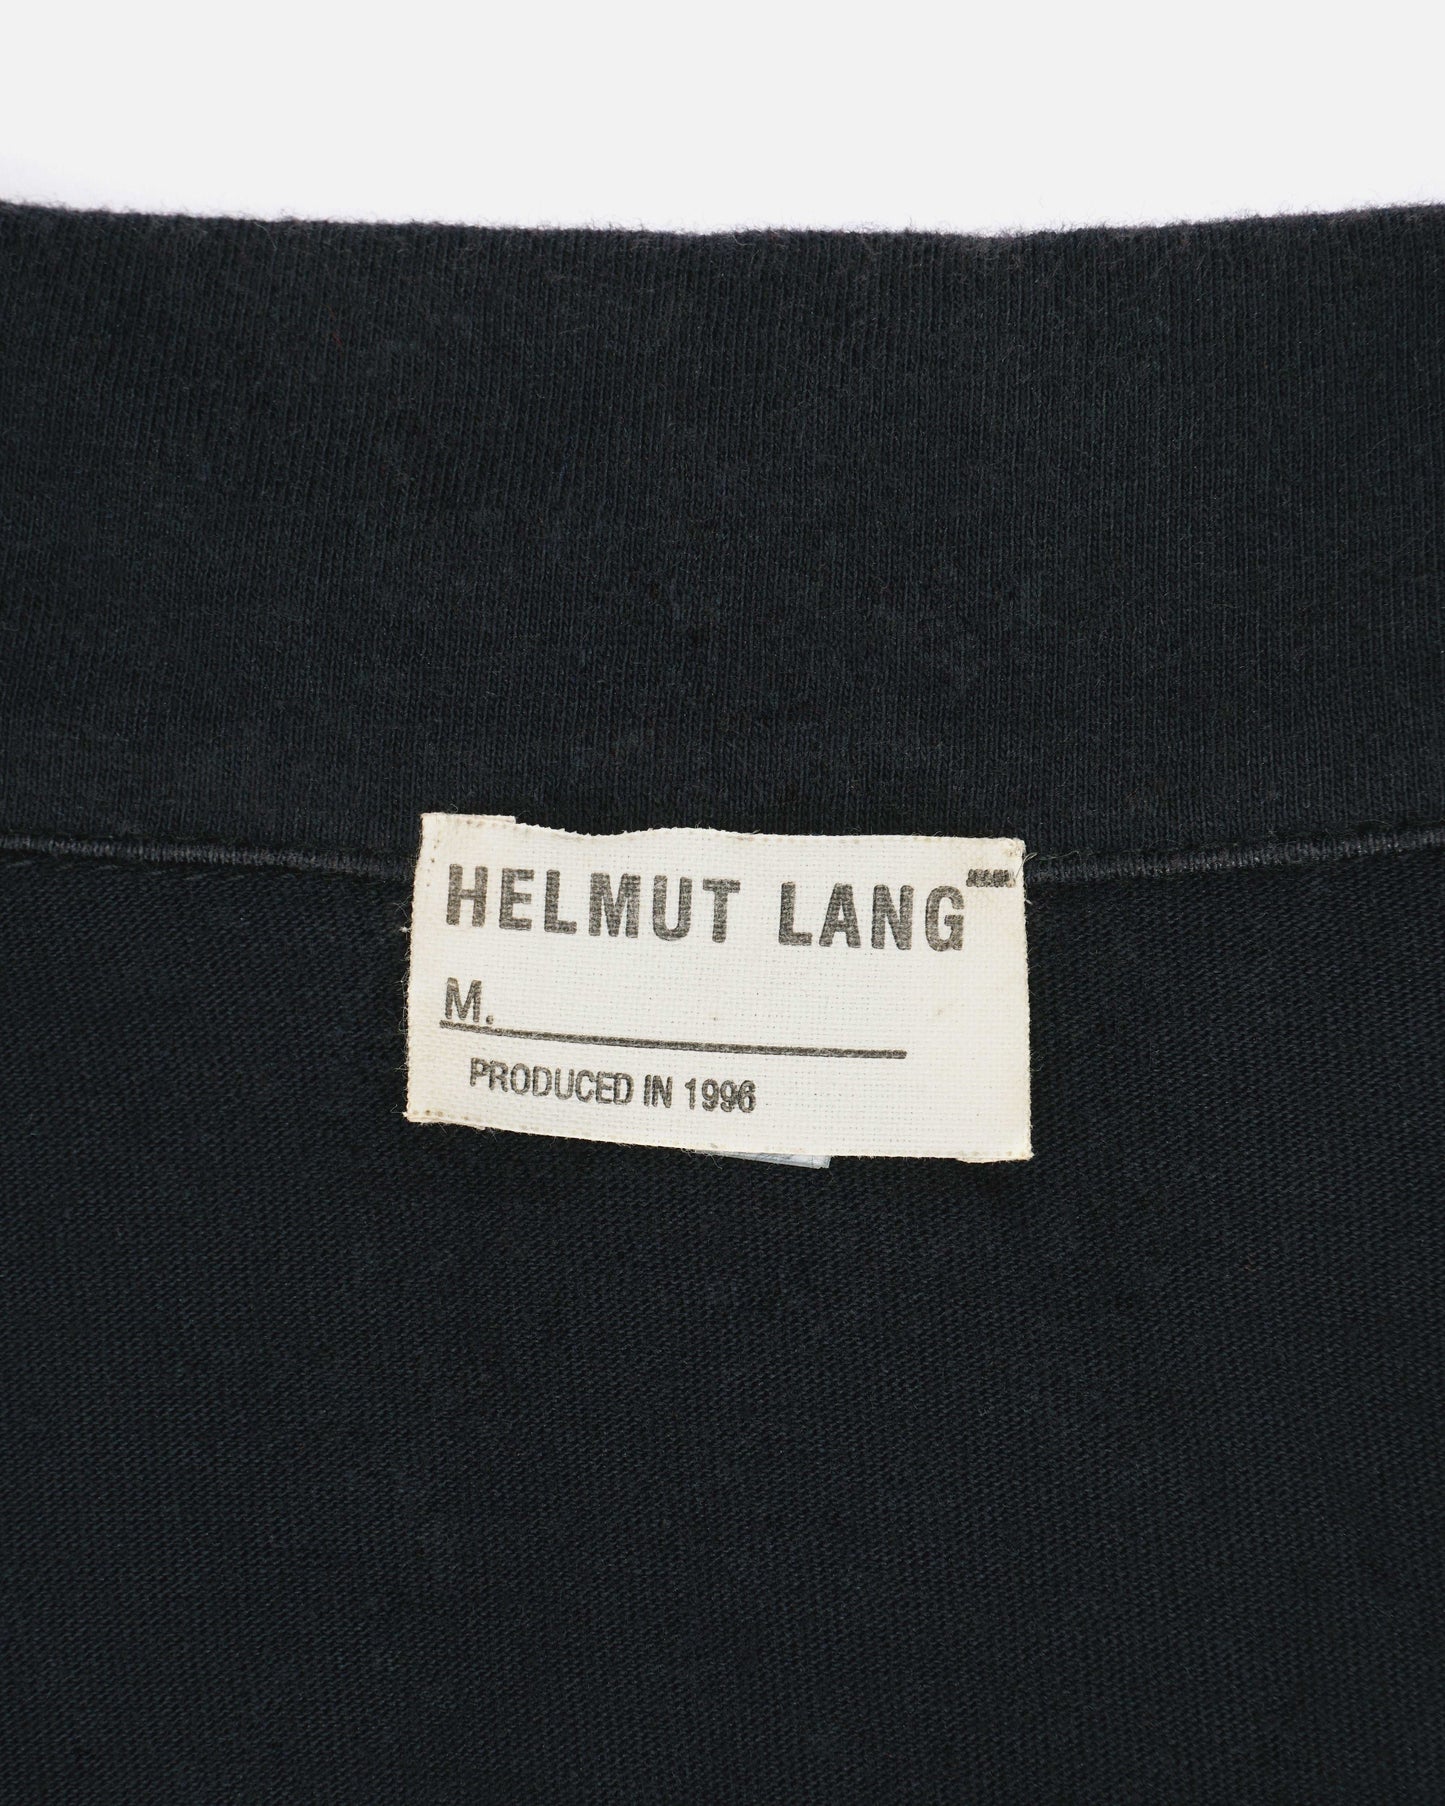 HELMUT LANG
M.
PRODUCED IN 1996